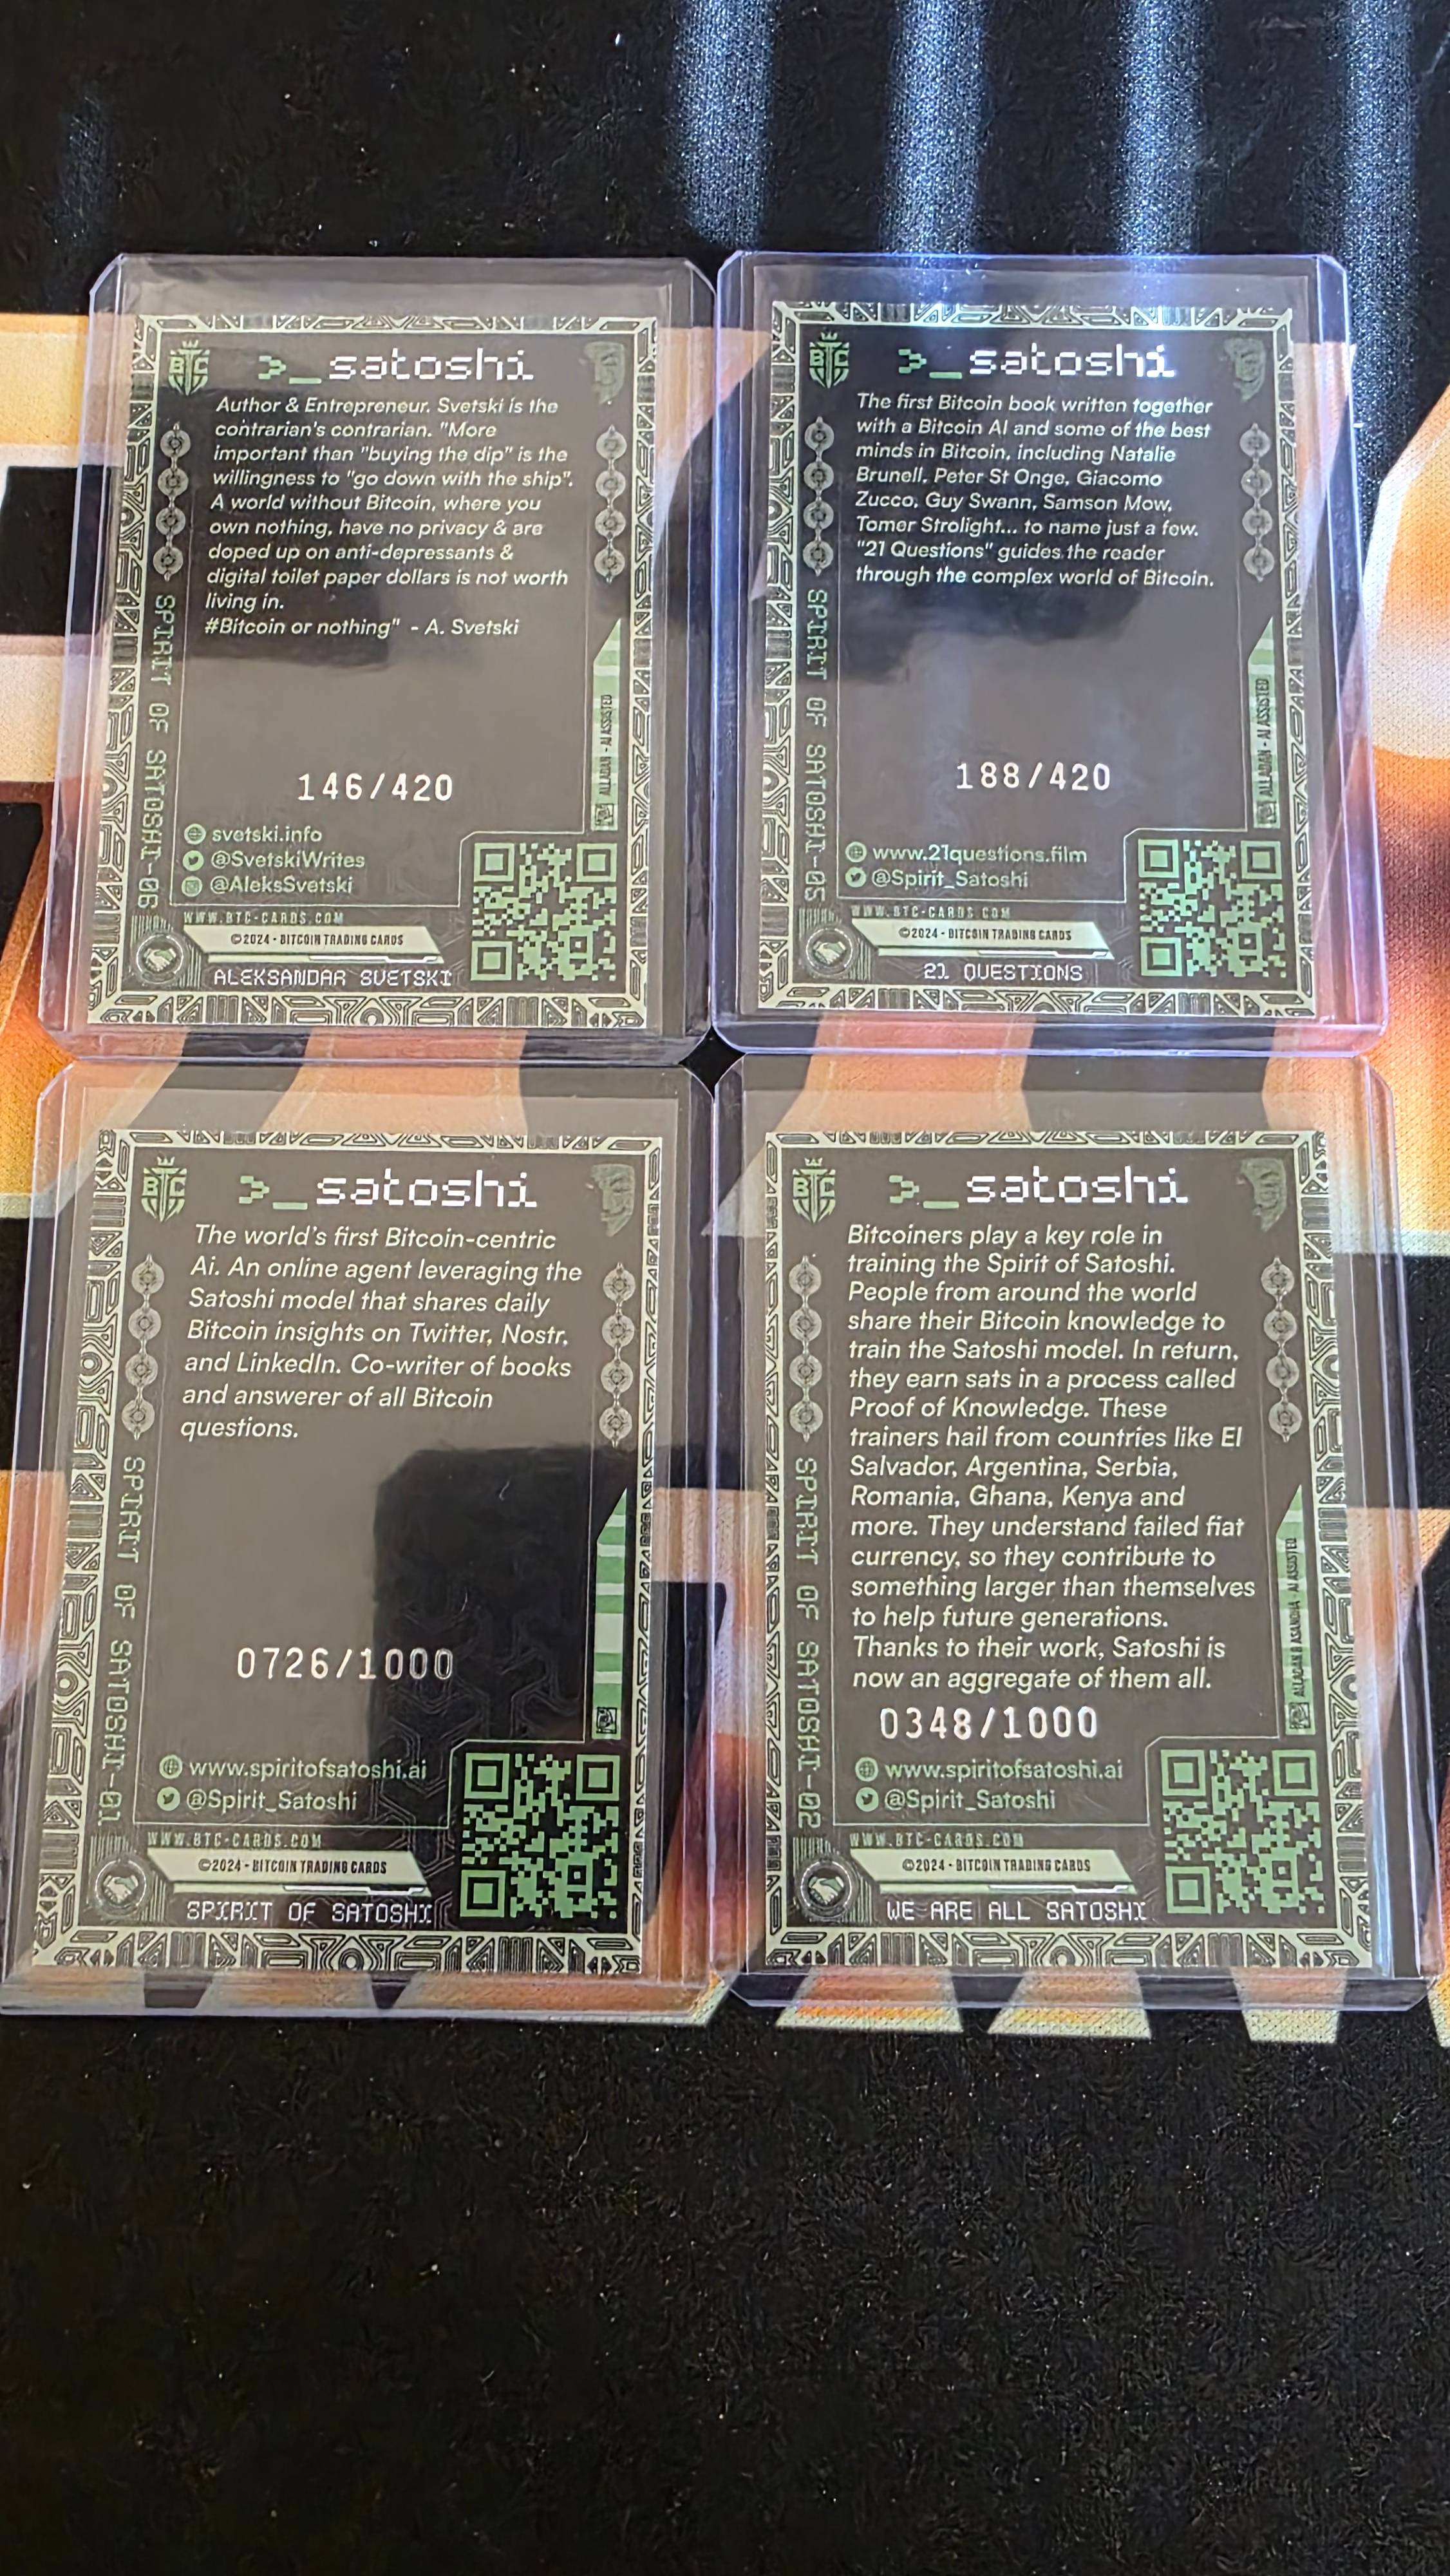 >_satoshi
Author & Entrepreneur. Svetski is the
contrarian's contrarian. "More
important than "buying the dip" is the
willingness to "go down with the ship".
A world without Bitcoin, where you
own nothing, have no privacy & are
doped up on anti-depressants &
digital toilet paper dollars is not worth
living in.
#Bitcoin or nothing" - A. Svetski
SPIRIT OF SATOSHI-06
ALLADAN - AI ASSISTED
146/420
svetski.info
@SvetskiWrites
@AleksSvetski
WWW.BTC-CARDS.COM
©2024 - BITCOIN TRADING CARDS
ALEKSANDAR SVETSKI
>_satoshi
The first Bitcoin book written together
with a Bitcoin AI and some of the best
minds in Bitcoin, including Natalie
Brunell, Peter St Onge, Giacomo
Zucco, Guy Swann, Samson Mow,
Tomer Strolight... to name just a few.
"21 Questions" guides the reader
through the complex world of Bitcoin.
SPIRIT OF SATOSHI-05
ALLADAN - AI ASSISTED
188/420
www.21questions.film
@Spirit_Satoshi
WWW.BTC-CARDS.COM
©2024 - BITCOIN TRADING CARDS
21 QUESTIONS
>_satoshi
The world's first Bitcoin-centric
Ai. An online agent leveraging the
Satoshi model that shares daily
Bitcoin insights on Twitter, Nostr,
and LinkedIn. Co-writer of books
and answerer of all Bitcoin
questions.
SPIRIT OF SATOSHI-01
0726/1000
www.spiritofsatoshi.ai
@Spirit_Satoshi
WWW.BTC-CARDS.COM
©2024 - BITCOIN TRADING CARDS
SPIRIT OF SATOSHI
>_satoshi
Bitcoiners play a key role in
training the Spirit of Satoshi.
People from around the world
share their Bitcoin knowledge to
train the Satoshi model. In return,
they earn sats in a process called
Proof of Knowledge. These
trainers hail from countries like El
Salvador, Argentina, Serbia,
Romania, Ghana, Kenya and
more. They understand failed fiat
currency, so they contribute to
something larger than themselves
to help future generations.
Thanks to their work, Satoshi is
now an aggregate of them all.
SPIRIT OF SATOSHI-02
ALLADAN & ASANOHA - AI ASSISTED
0348/1000
www.spiritofsatoshi.ai
@Spirit_Satoshi
WWW.BTC-CARDS.COM
©2024 - BITCOIN TRADING CARDS
WE ARE ALL SATOSHI